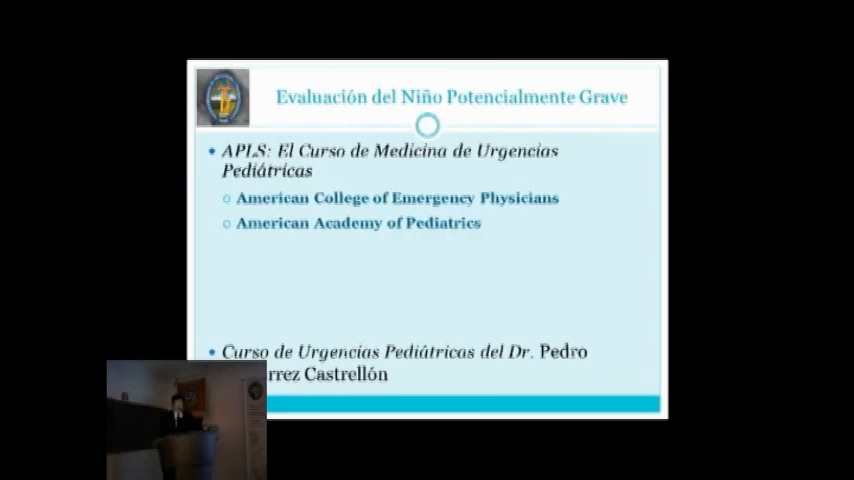 Evaluación del Niño Potencialmente Grave
APLS: El Curso de Medicina de Urgencias
Pediátricas
American College of Emergency Physicians
American Academy of Pediatrics
Curso de Urgencias Pediátricas del Dr. Pedro
rrez Castrellón